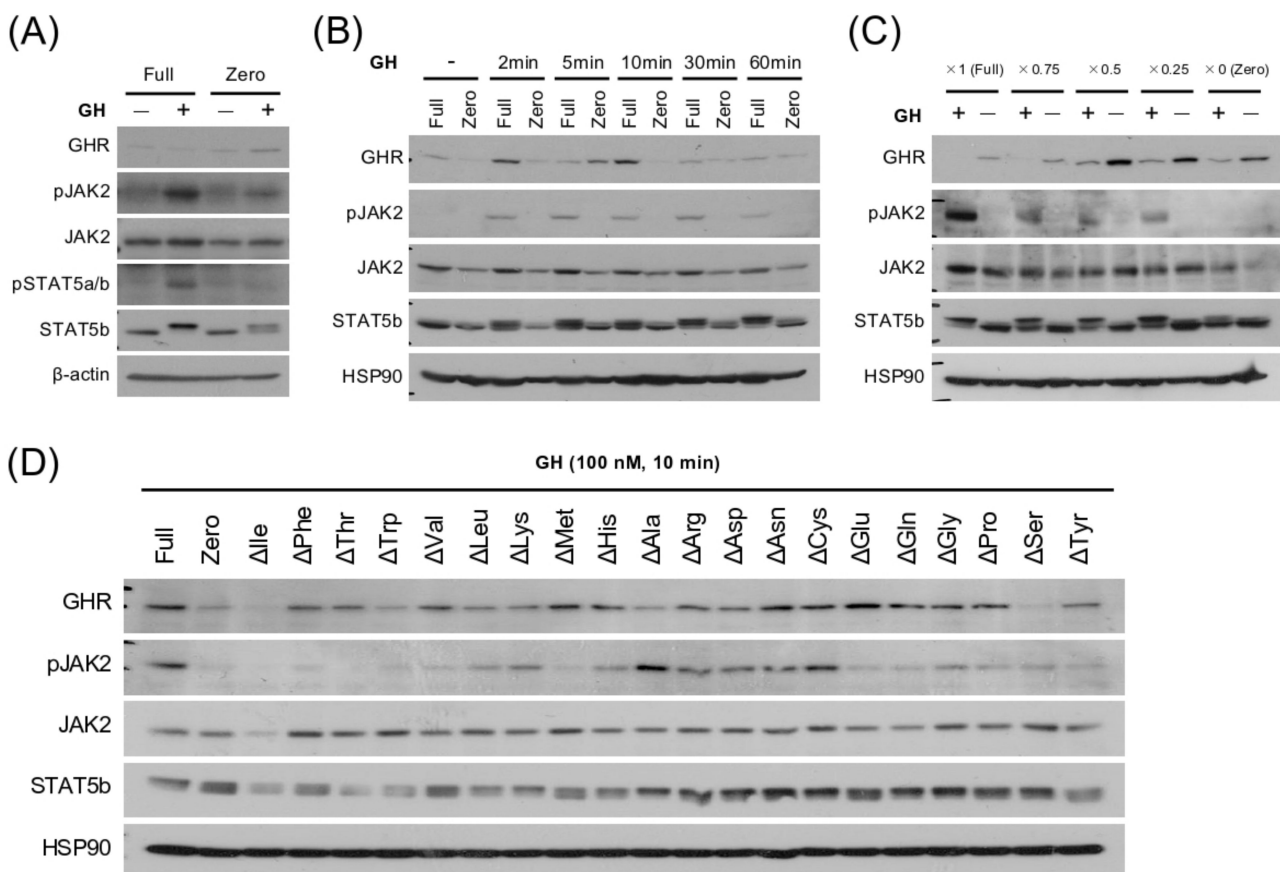 (A)
Full Zero
GH — + — +
GHR
pJAK2
JAK2
pSTAT5a/b
STAT5b
β-actin
(B)
GH - 2min 5min 10min 30min 60min
Full Zero Full Zero Full Zero Full Zero Full Zero Full Zero
GHR
pJAK2
JAK2
STAT5b
HSP90
(C)
×1 (Full) ×0.75 ×0.5 ×0.25 ×0 (Zero)
GH + — + — + — + — + —
GHR
pJAK2
JAK2
STAT5b
HSP90
(D)
GH (100 nM, 10 min)
Full Zero ΔIle ΔPhe ΔThr ΔTrp ΔVal ΔLeu ΔLys ΔMet ΔHis ΔAla ΔArg ΔAsp ΔAsn ΔCys ΔGlu ΔGln ΔGly ΔPro ΔSer ΔTyr
GHR
pJAK2
JAK2
STAT5b
HSP90